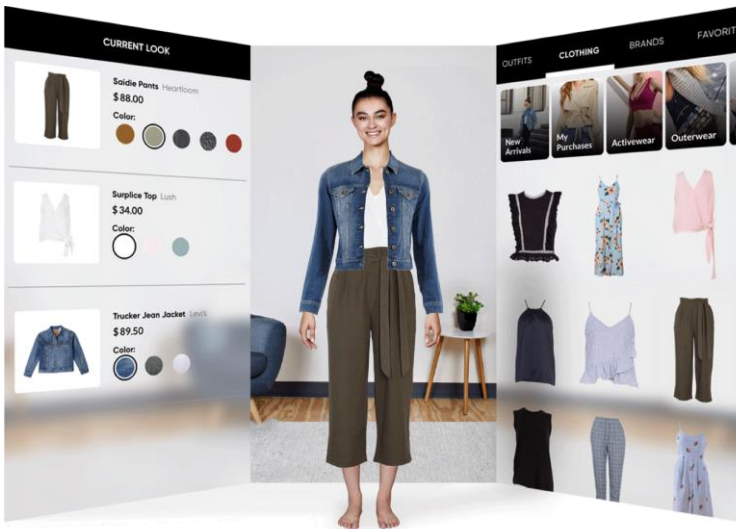 CURRENT LOOK
Saidie Pants Heartloom
$88.00
Color:
Surplice Top Lush
$34.00
Color:
Trucker Jean Jacket Levi's
$89.50
Color:
OUTFITS CLOTHING BRANDS FAVORIT
New
Arrivals
My
Purchases
Activewear
Outerwear